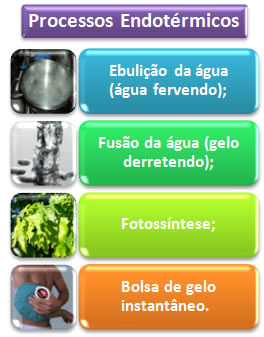 Processos Endotérmicos
Ebulição da água
(água fervendo);
Fusão da água (gelo
derretendo);
Fotossíntese;
Bolsa de gelo
instantâneo.